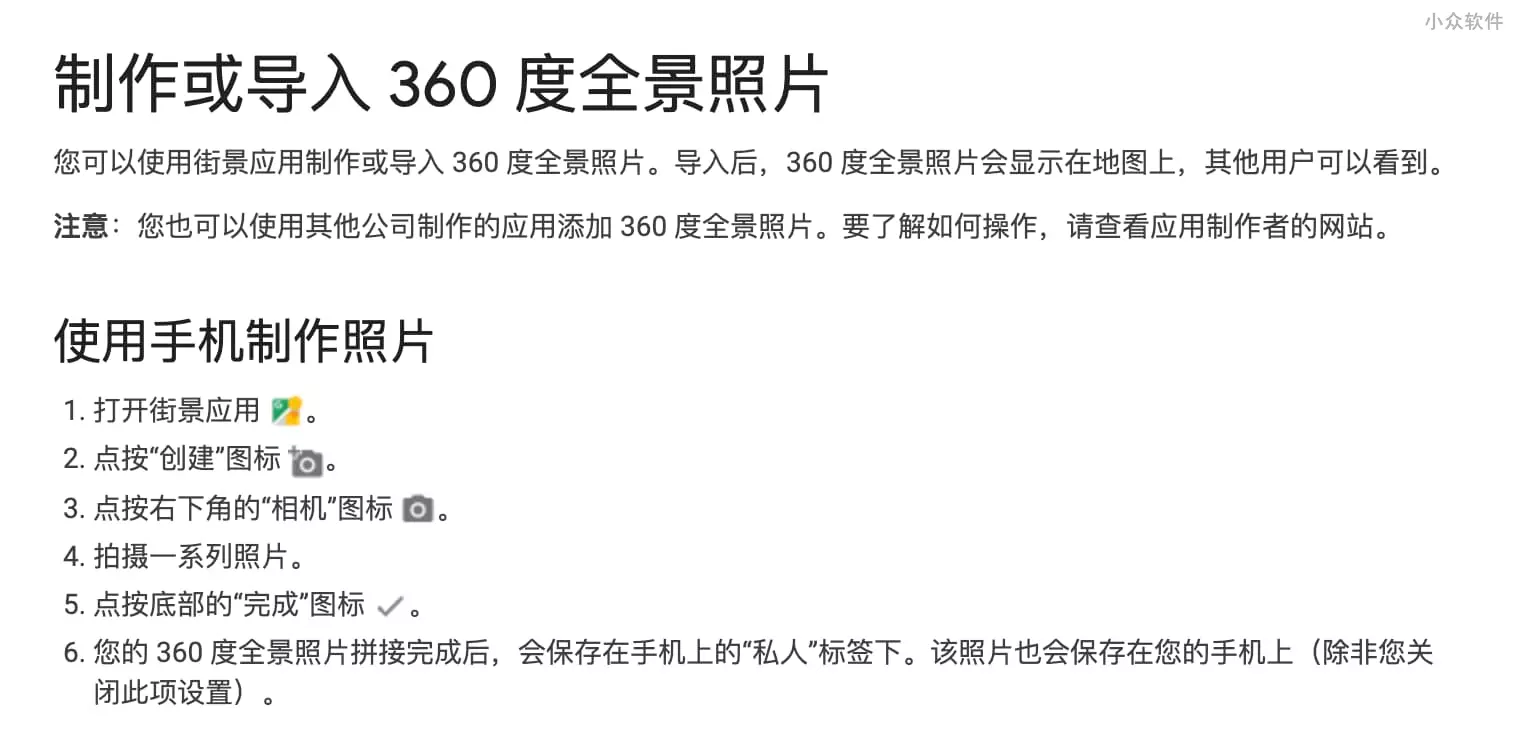 小众软件
制作或导入 360 度全景照片
您可以使用街景应用制作或导入 360 度全景照片。导入后，360 度全景照片会显示在地图上，其他用户可以看到。
注意：您也可以使用其他公司制作的应用添加 360 度全景照片。要了解如何操作，请查看应用制作者的网站。
使用手机制作照片
1. 打开街景应用 。
2. 点按“创建”图标 。
3. 点按右下角的“相机”图标 。
4. 拍摄一系列照片。
5. 点按底部的“完成”图标 。
6. 您的 360 度全景照片拼接完成后，会保存在手机上的“私人”标签下。该照片也会保存在您的手机上（除非您关
闭此项设置）。